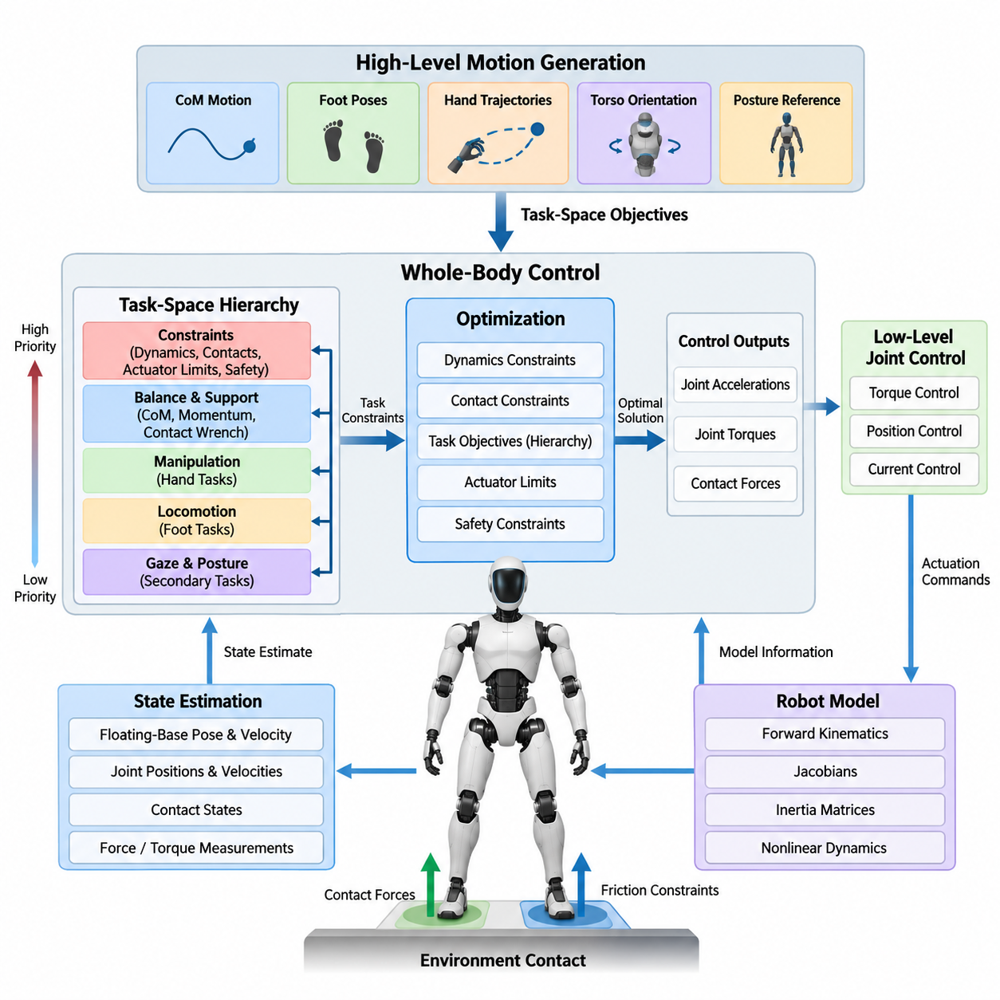 High-Level Motion Generation
CoM Motion
Foot Poses
Hand Trajectories
Torso Orientation
Posture Reference
Task-Space Objectives
Whole-Body Control
Task-Space Hierarchy
High
Priority
Low
Priority
Constraints
(Dynamics, Contacts,
Actuator Limits, Safety)
Balance & Support
(CoM, Momentum,
Contact Wrench)
Manipulation
(Hand Tasks)
Locomotion
(Foot Tasks)
Gaze & Posture
(Secondary Tasks)
Task
Constraints
Optimization
Dynamics Constraints
Contact Constraints
Task Objectives (Hierarchy)
Actuator Limits
Safety Constraints
Optimal
Solution
Control Outputs
Joint Accelerations
Joint Torques
Contact Forces
Low-Level
Joint Control
Torque Control
Position Control
Current Control
Actuation
Commands
State Estimate
Model Information
State Estimation
Floating-Base Pose & Velocity
Joint Positions & Velocities
Contact States
Force / Torque Measurements
Robot Model
Forward Kinematics
Jacobians
Inertia Matrices
Nonlinear Dynamics
Contact Forces
Friction Constraints
Environment Contact